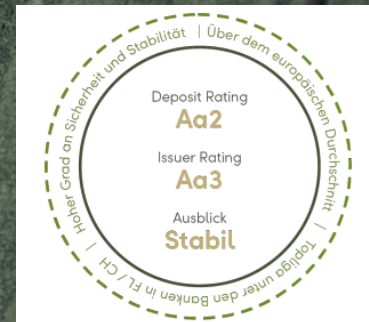 Hoher Grad an Sicherheit und Stabilität | Über dem europäischen Durchschnitt | Topliga unter den Banken in FL / CH |
Deposit Rating
Aa2
Issuer Rating
Aa3
Ausblick
Stabil